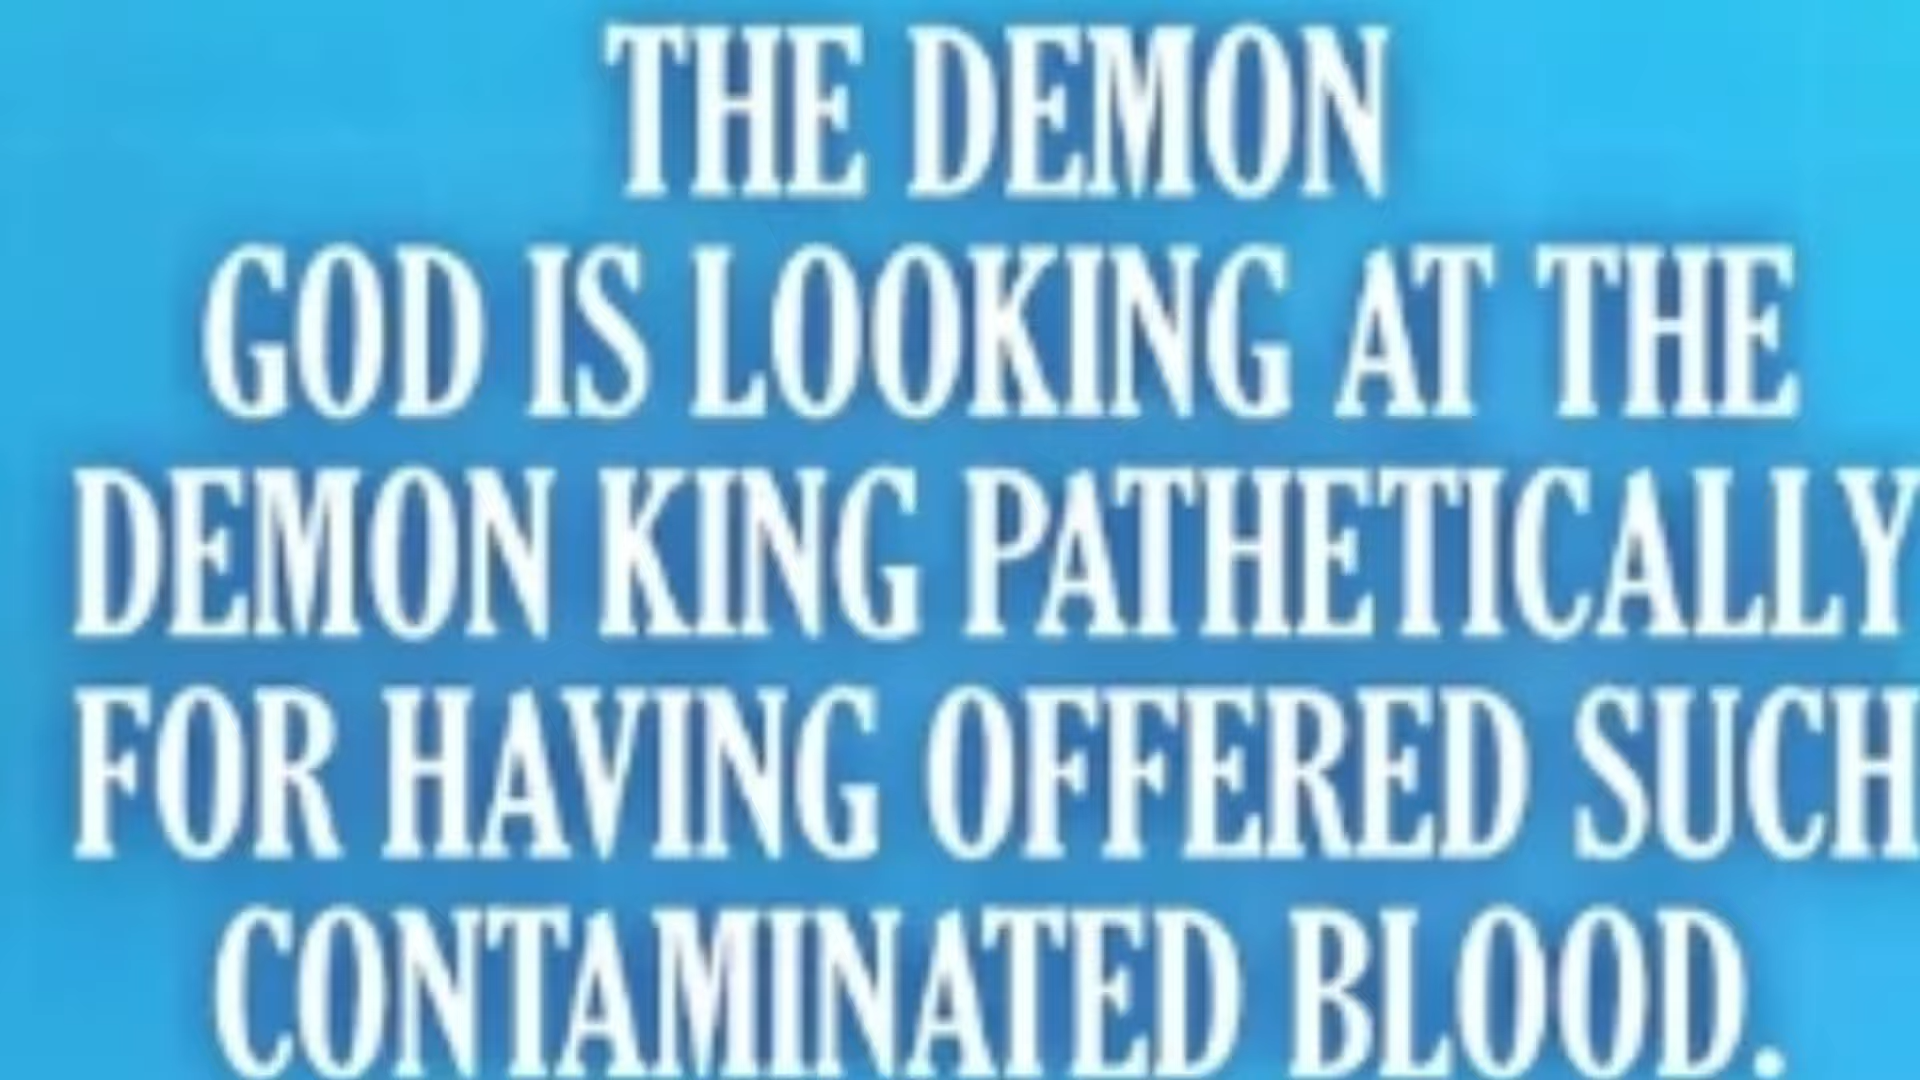 THE DEMON
GOD IS LOOKING AT THE
DEMON KING PATHETICALLY
FOR HAVING OFFERED SUCH
CONTAMINATED BLOOD.